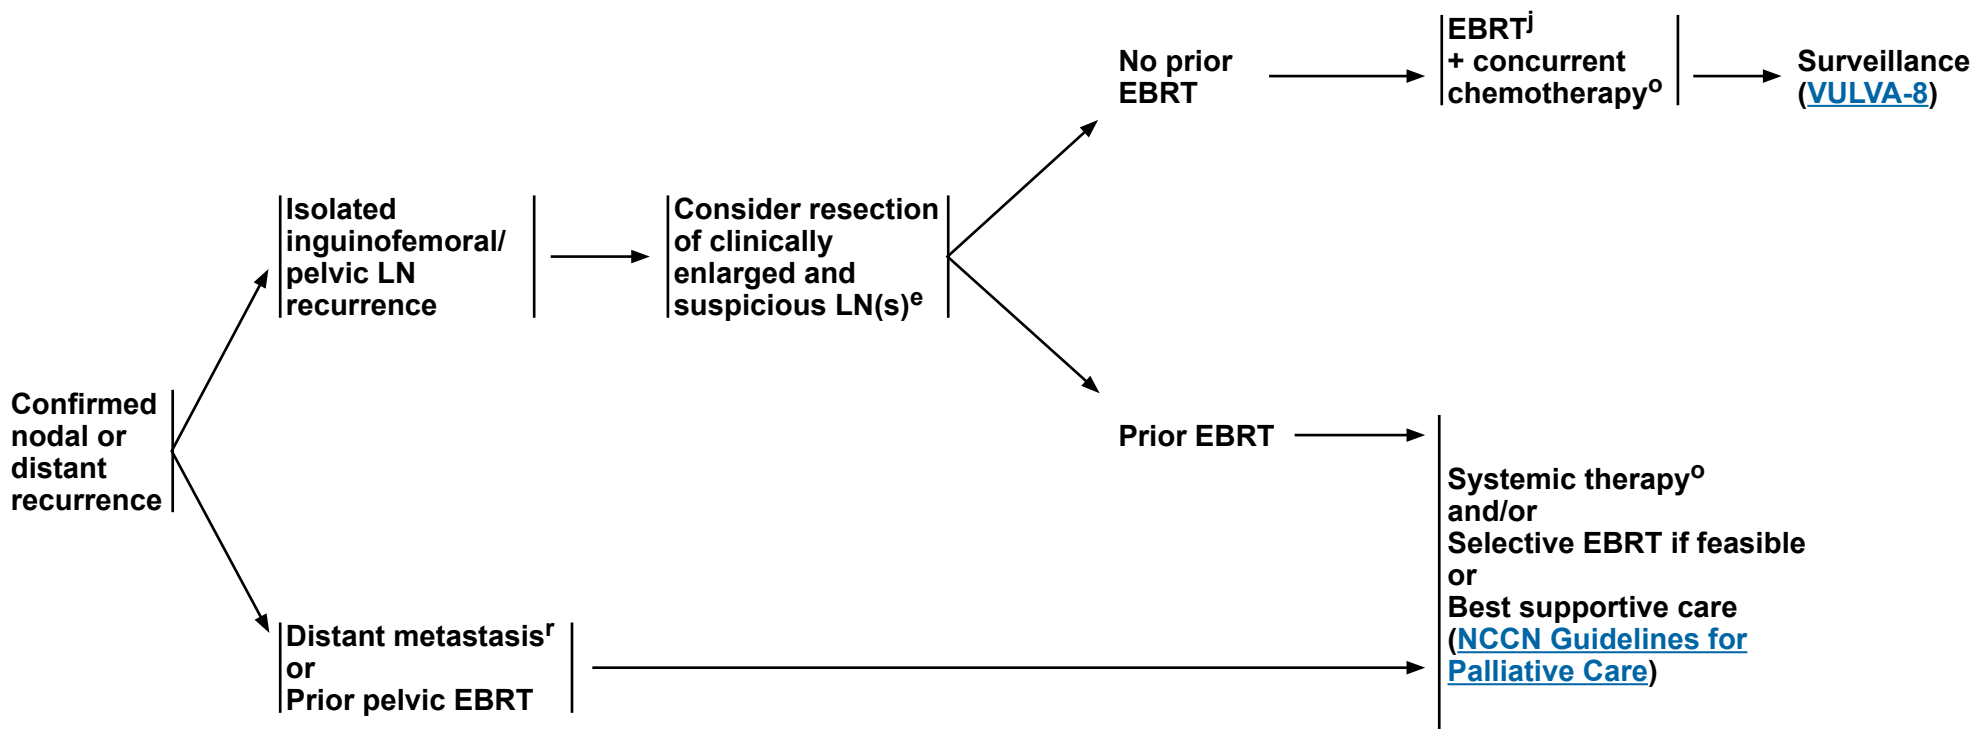 Confirmed
nodal or
distant
recurrence
Isolated
inguinofemoral/
pelvic LN
recurrence
Consider resection
of clinically
enlarged and
suspicious LN(s)e
No prior
EBRT
EBRTj
+ concurrent
chemotherapyo
Surveillance
(VULVA-8)
Prior EBRT
Distant metastasisr
or
Prior pelvic EBRT
Systemic therapyo
and/or
Selective EBRT if feasible
or
Best supportive care
(NCCN Guidelines for
Palliative Care)